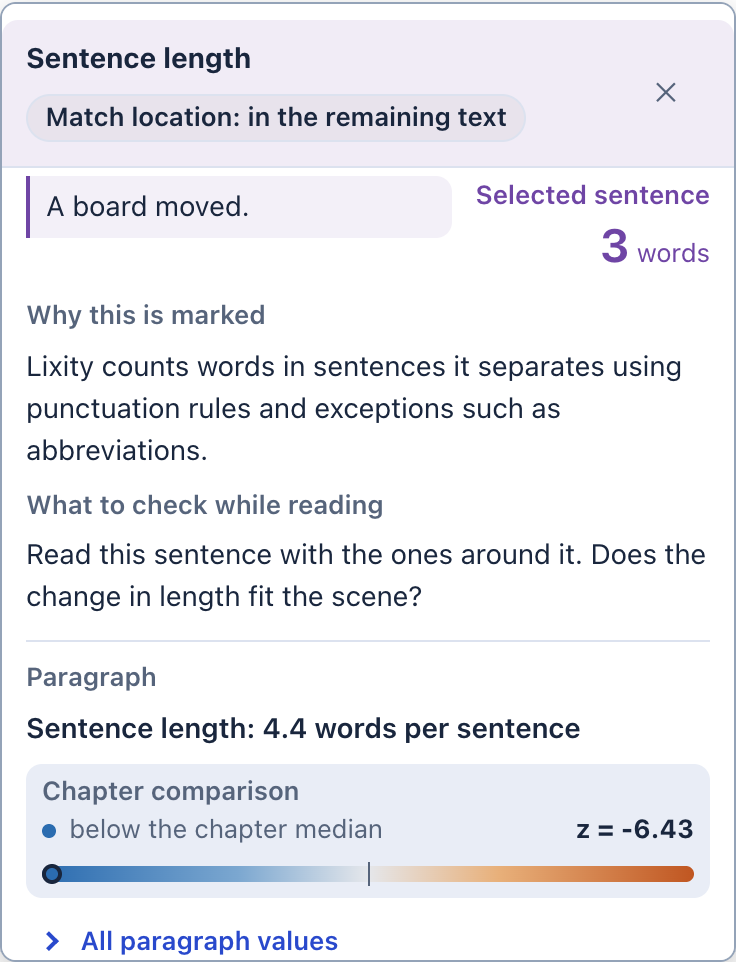 Sentence length
Match location: in the remaining text
A board moved.
Selected sentence
3 words
Why this is marked
Lixity counts words in sentences it separates using
punctuation rules and exceptions such as
abbreviations.
What to check while reading
Read this sentence with the ones around it. Does the
change in length fit the scene?
Paragraph
Sentence length: 4.4 words per sentence
Chapter comparison
below the chapter median
z = -6.43
All paragraph values